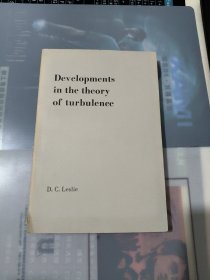 Developments
in the theory
of turbulence
D. C. Leslie